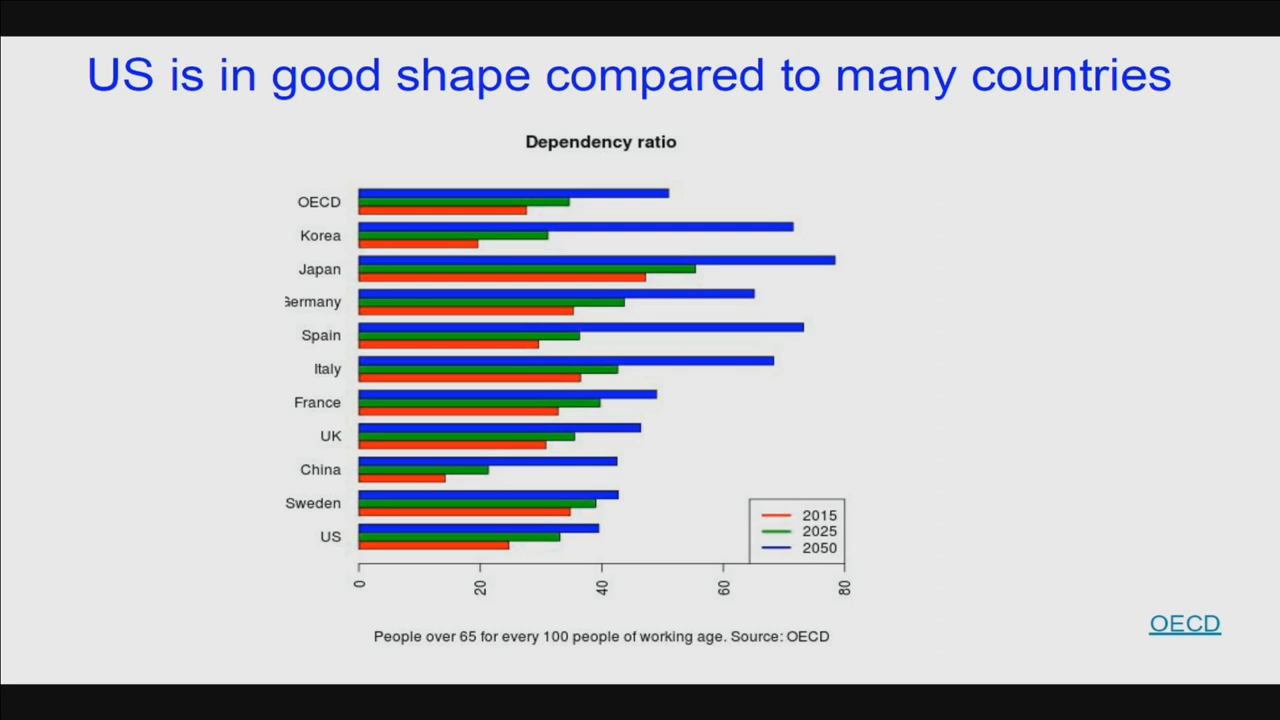 US is in good shape compared to many countries
Dependency ratio
OECD
Korea
Japan
Germany
Spain
Italy
France
UK
China
Sweden
US
2015
2025
2050
0
20
40
60
80
People over 65 for every 100 people of working age. Source: OECD
OECD